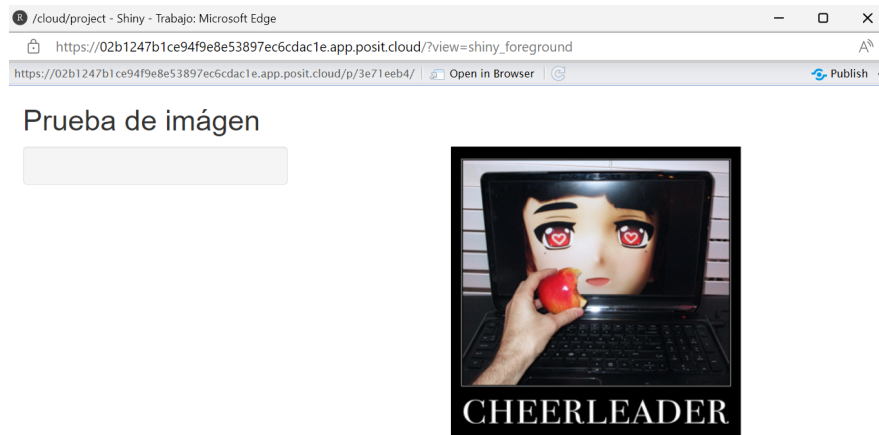 R /cloud/project - Shiny - Trabajo: Microsoft Edge
https://02b1247b1ce94f9e8e53897ec6cdac1e.app.posit.cloud/?view=shiny_foreground
https://02b1247b1ce94f9e8e53897ec6cdac1e.app.posit.cloud/p/3e71eeb4/ Open in Browser Publish
Prueba de imágen
CHEERLEADER